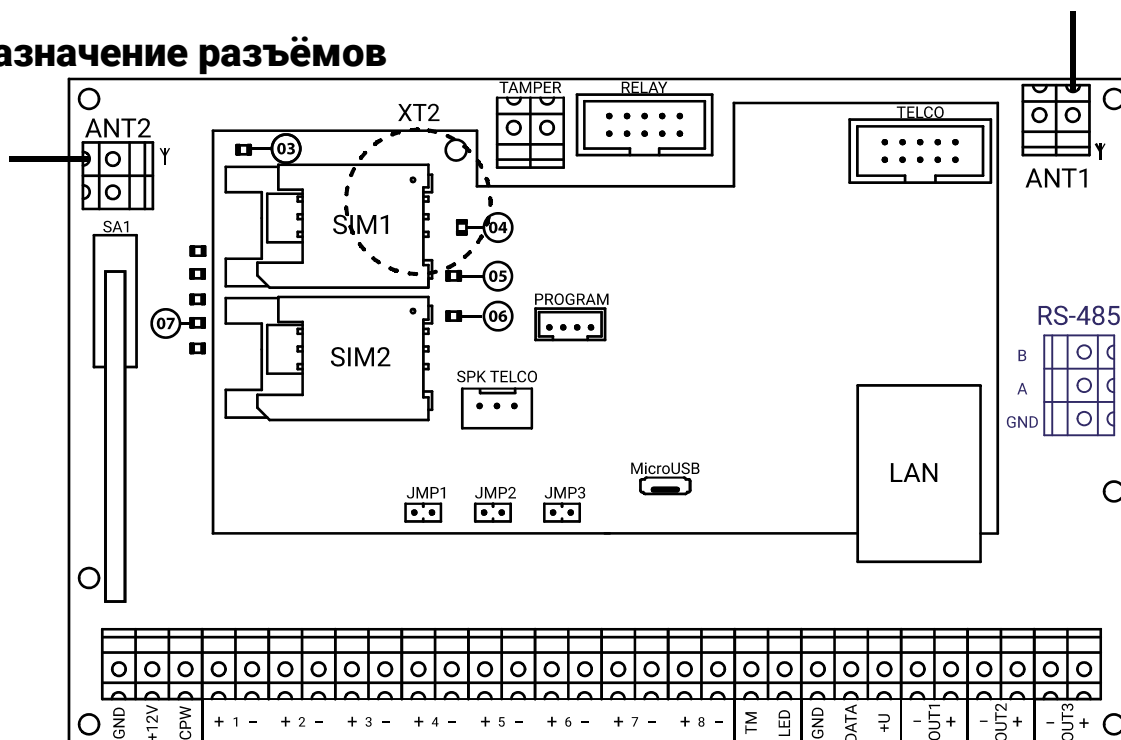 азначение разъёмов
TAMPER
RELAY
XT2
TELCO
ANT2
03
ANT1
SA1
SIM1
04
05
PROGRAM
06
RS-485
07
B
SIM2
SPK TELCO
A
GND
MicroUSB
LAN
JMP1 JMP2 JMP3
GND +12V CPW + 1 - + 2 - + 3 - + 4 - + 5 - + 6 - + 7 - + 8 - TM LED GND DATA +U - OUT1 + - OUT2 + - OUT3 +